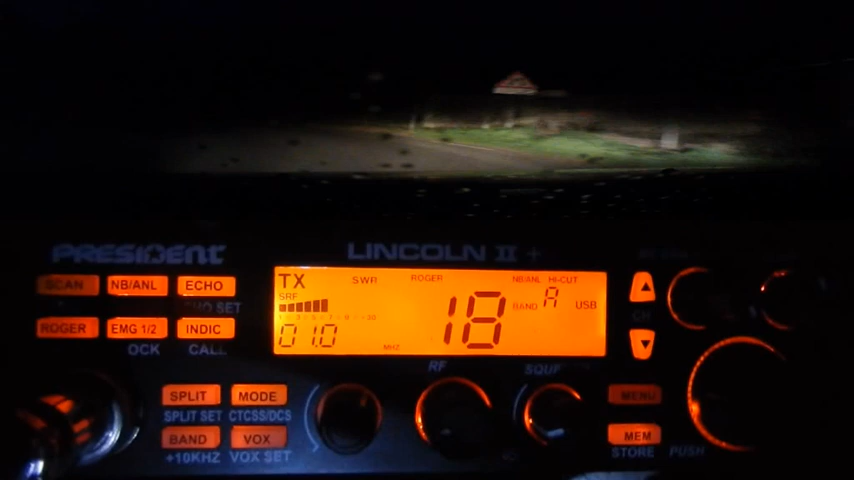 PRESIDENT
LINCOLN II +
SCAN NB/ANL ECHO
ROGER EMG 1/2 INDIC
CALL
SPLIT MODE
SPLIT SET CTCSS/DCS
BAND VOX
+10KHZ VOX SET
TX SWR ROGER NB/ANL HI-CUT
SRF
BAND A USB
18
01.0 MHZ
CH
RF
MENU
MEM
STORE PUSH